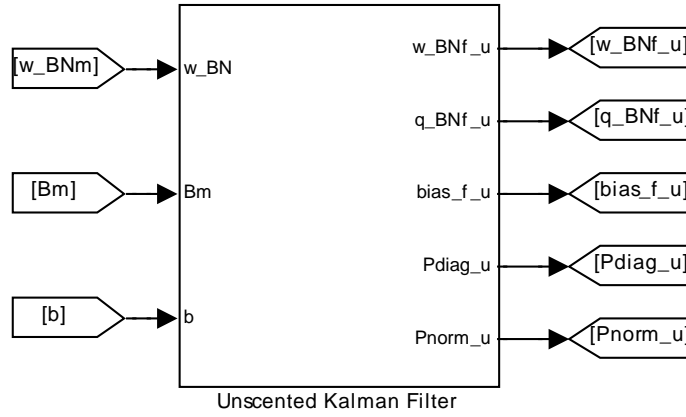 w_BNf_u [w_BNf_u]
[w_BNm] w_BN
q_BNf_u [q_BNf_u]
[Bm] Bm bias_f_u [bias_f_u]
Pdiag_u [Pdiag_u]
[b] b
Pnorm_u [Pnorm_u]
Unscented Kalman Filter